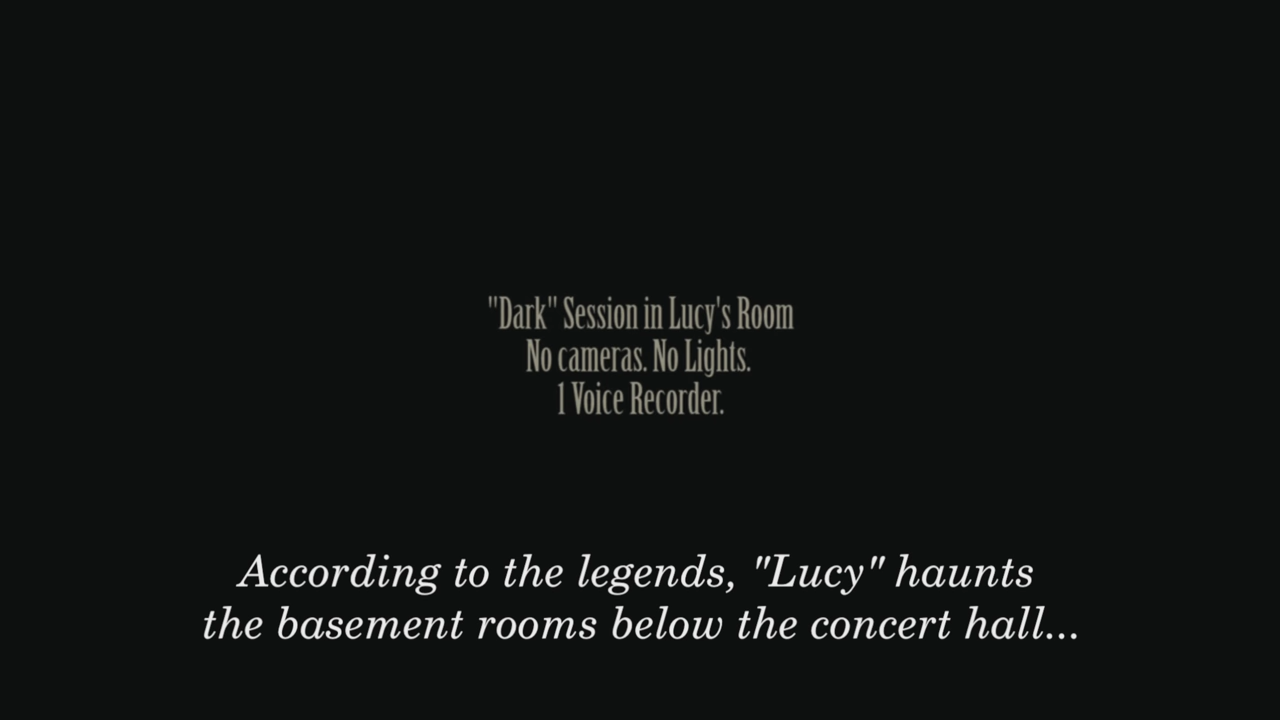 "Dark" Session in Lucy's Room
No cameras. No Lights.
1 Voice Recorder.
According to the legends, "Lucy" haunts
the basement rooms below the concert hall...